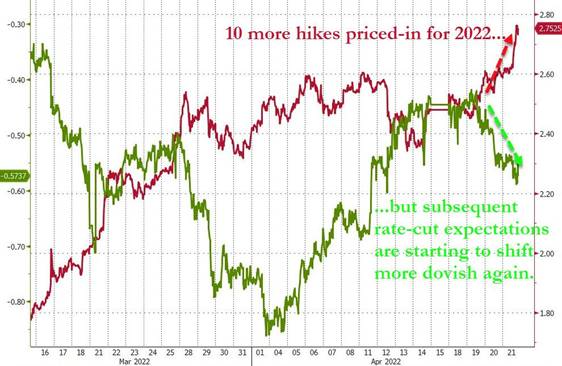 10 more hikes priced-in for 2022...
...but subsequent
rate-cut expectations
are starting to shift
more dovish again.
-0.30
-0.40
-0.50
-0.5737
-0.60
-0.70
-0.80
2.80
2.7525
2.60
2.50
2.40
2.20
2.00
1.80
16 17 18 21 22 23 24 25 28 29 30 31 01 04 05 06 07 08 11 12 13 14 15 18 19 20 21
Mar 2022 Apr 2022